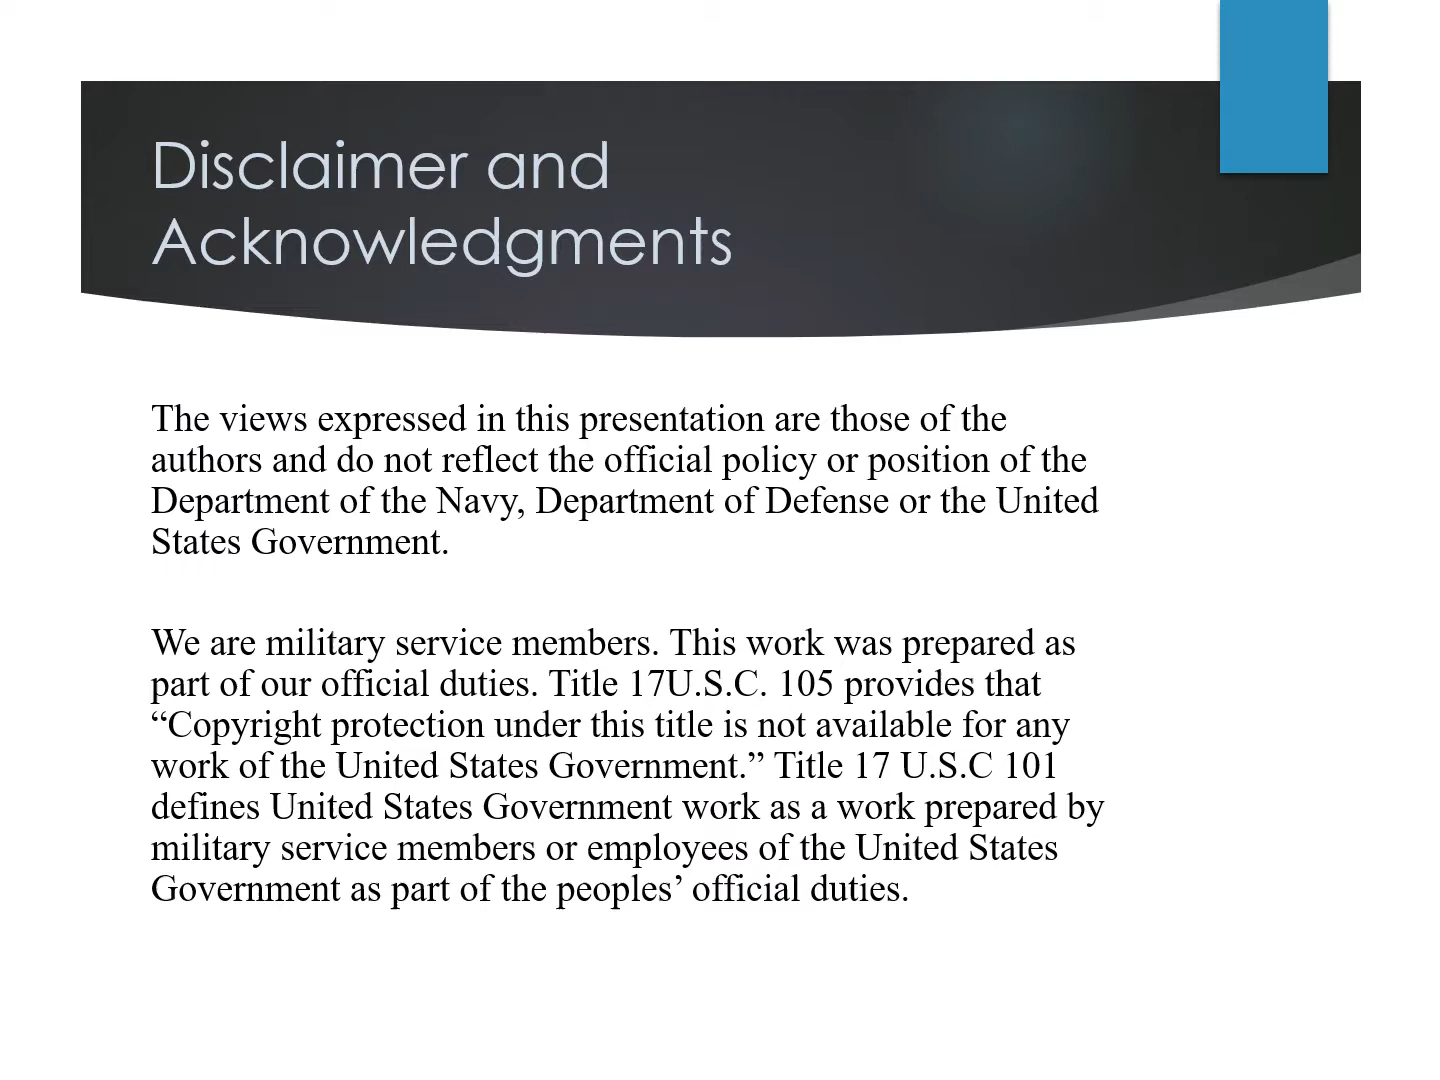 Disclaimer and
Acknowledgments
The views expressed in this presentation are those of the
authors and do not reflect the official policy or position of the
Department of the Navy, Department of Defense or the United
States Government.
We are military service members. This work was prepared as
part of our official duties. Title 17U.S.C. 105 provides that
“Copyright protection under this title is not available for any
work of the United States Government.” Title 17 U.S.C 101
defines United States Government work as a work prepared by
military service members or employees of the United States
Government as part of the peoples’ official duties.